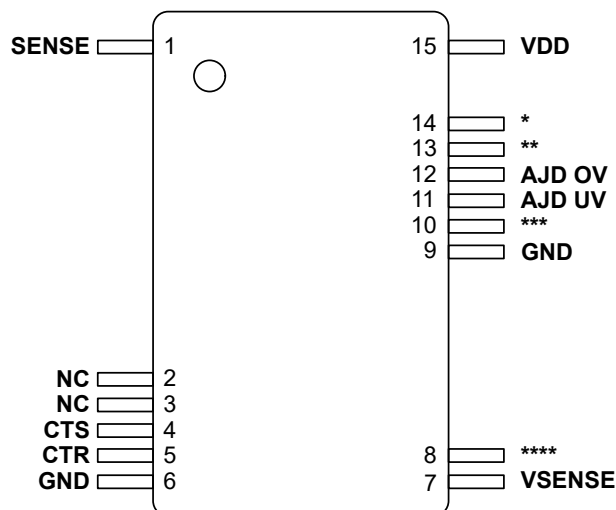 SENSE 1 15 VDD
14 *
13 **
12 AJD OV
11 AJD UV
10 ***
9 GND
NC 2
NC 3
CTS 4
CTR 5 8 ****
GND 6 7 VSENSE